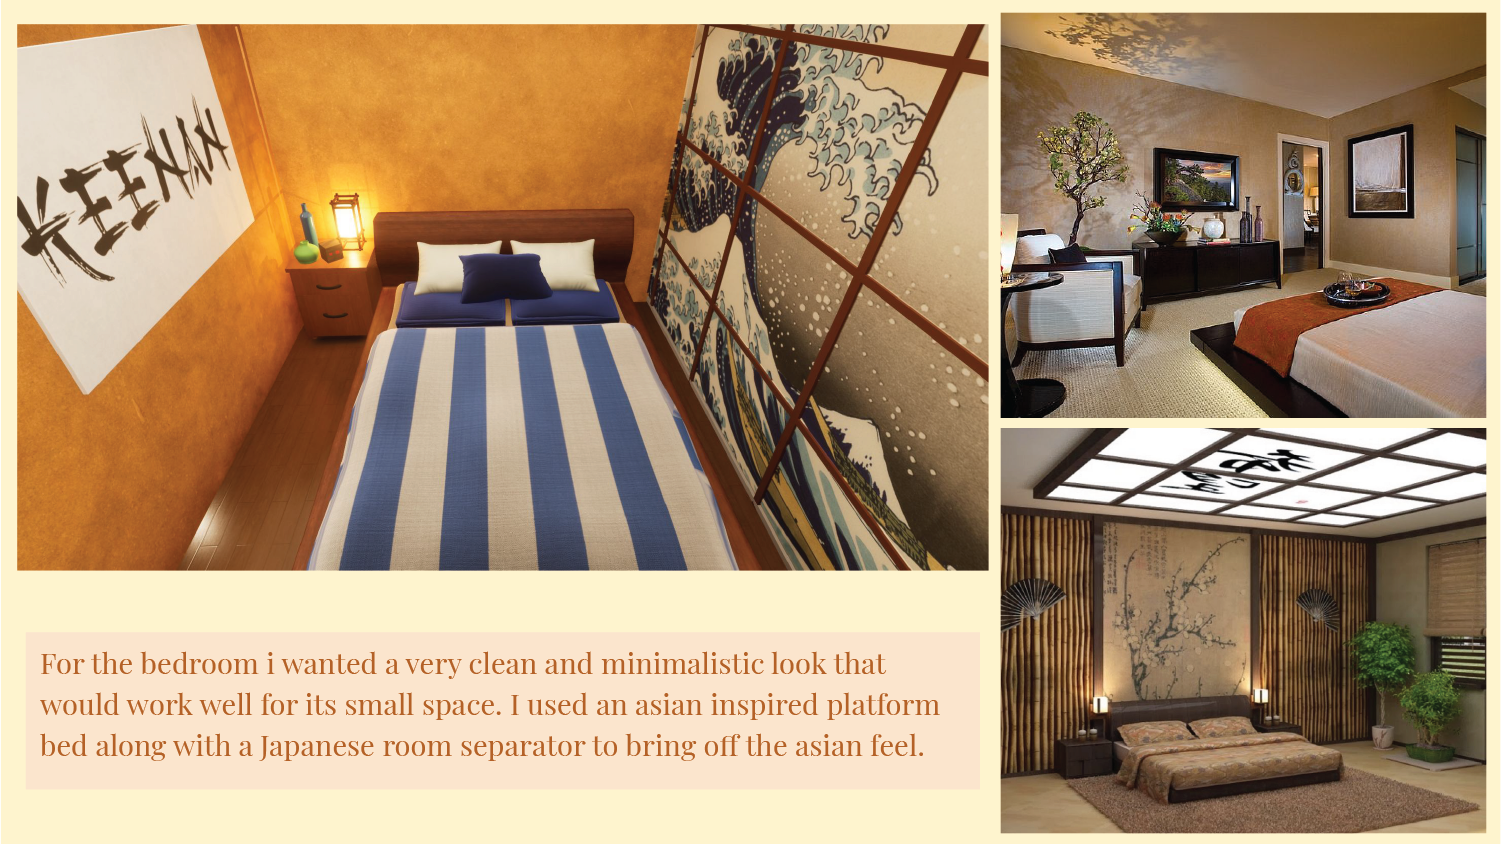 KEENAN
For the bedroom i wanted a very clean and minimalistic look that
would work well for its small space. I used an asian inspired platform
bed along with a Japanese room separator to bring off the asian feel.